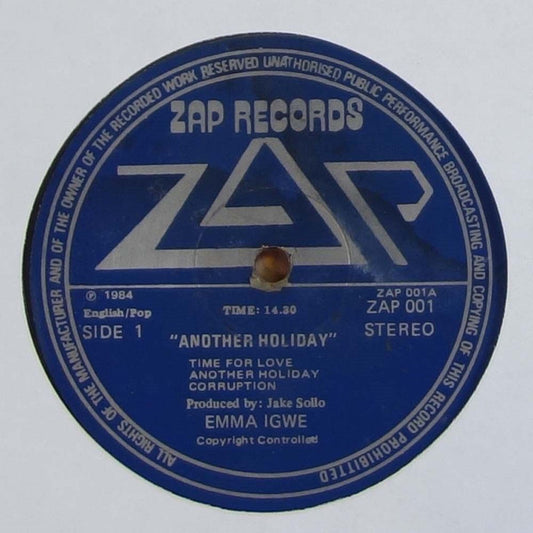 ALL RIGHTS OF THE MANUFACTURER AND OF THE OWNER OF THE RECORDED WORK RESERVED UNATHORISED PUBLIC PERFORMANCE BROADCASTING AND COPYING OF THIS RECORD PROHIBITTED
ZAP RECORDS
ZAP
Ⓟ 1984
ZAP 001A
English/Pop
TIME: 14.30
ZAP 001
SIDE 1
STEREO
"ANOTHER HOLIDAY"
TIME FOR LOVE
ANOTHER HOLIDAY
CORRUPTION
Produced by: Jake Sollo
EMMA IGWE
Copyright Controlled